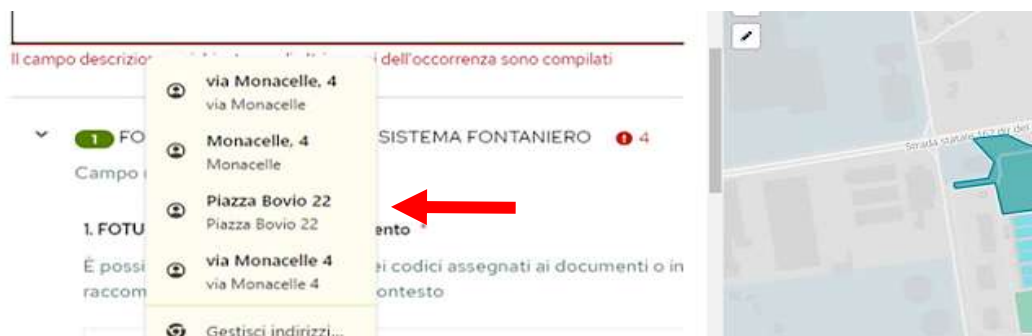 Il campo descrizio
i dell'occorrenza sono compilati
via Monacelle, 4
via Monacelle
1 FO
SISTEMA FONTANIERO 4
Monacelle, 4
Monacelle
Campo
Piazza Bovio 22
Piazza Bovio 22
1. FOTU
ento *
via Monacelle 4
via Monacelle 4
È possi
ei codici assegnati ai documenti o in
raccom
ontesto
Gestisci indirizzi...
Strada statale